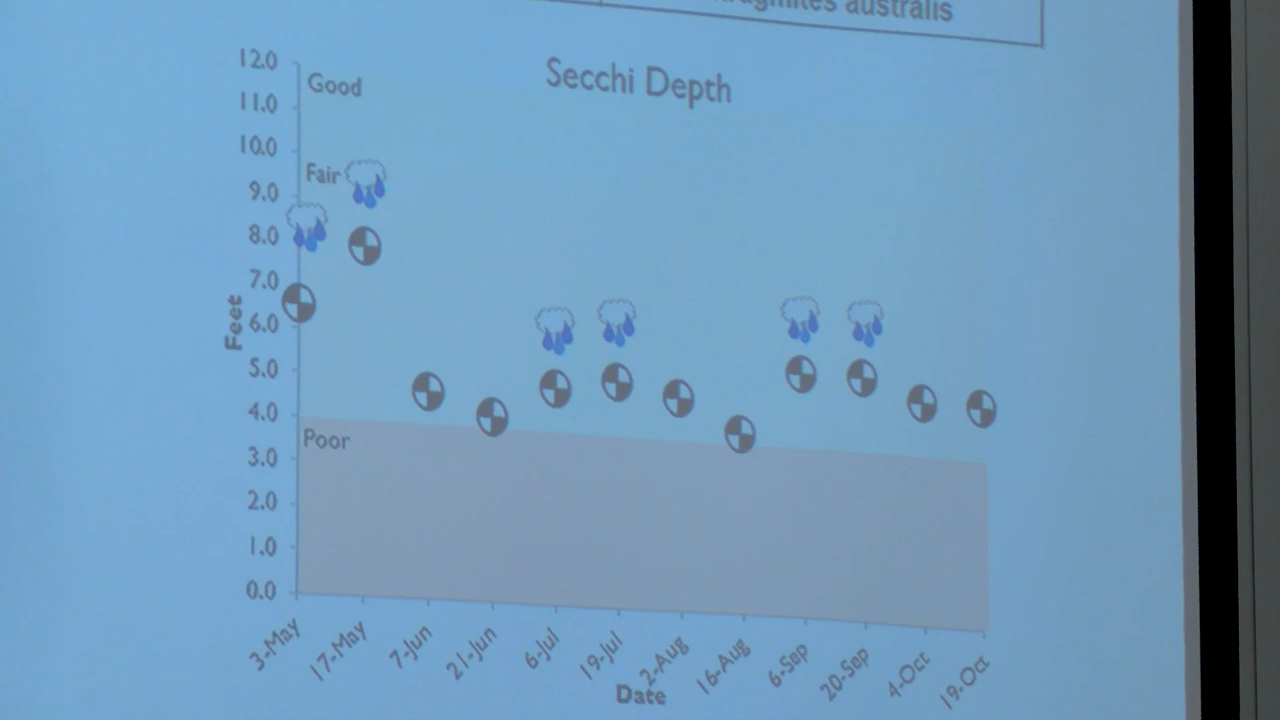 australis
Secchi Depth
12.0
Good
11.0
10.0
Fair
9.0
8.0
7.0
6.0
Feet
5.0
4.0
Poor
3.0
2.0
1.0
0.0
3-May 17-May 7-Jun 21-Jun 6-Jul 19-Jul 2-Aug 16-Aug 6-Sep 20-Sep 4-Oct 19-Oct
Date